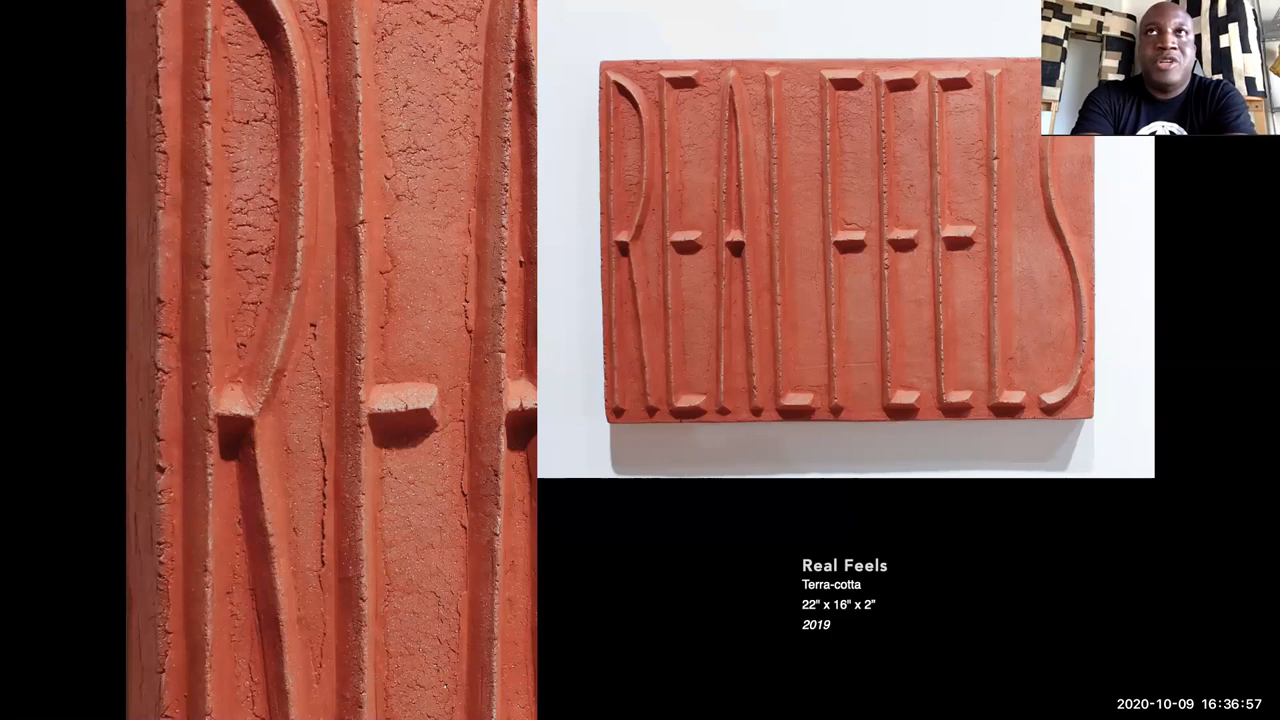 REAL FEELS
Real Feels
Terra-cotta
22" x 16" x 2"
2019
2020-10-09 16:36:57